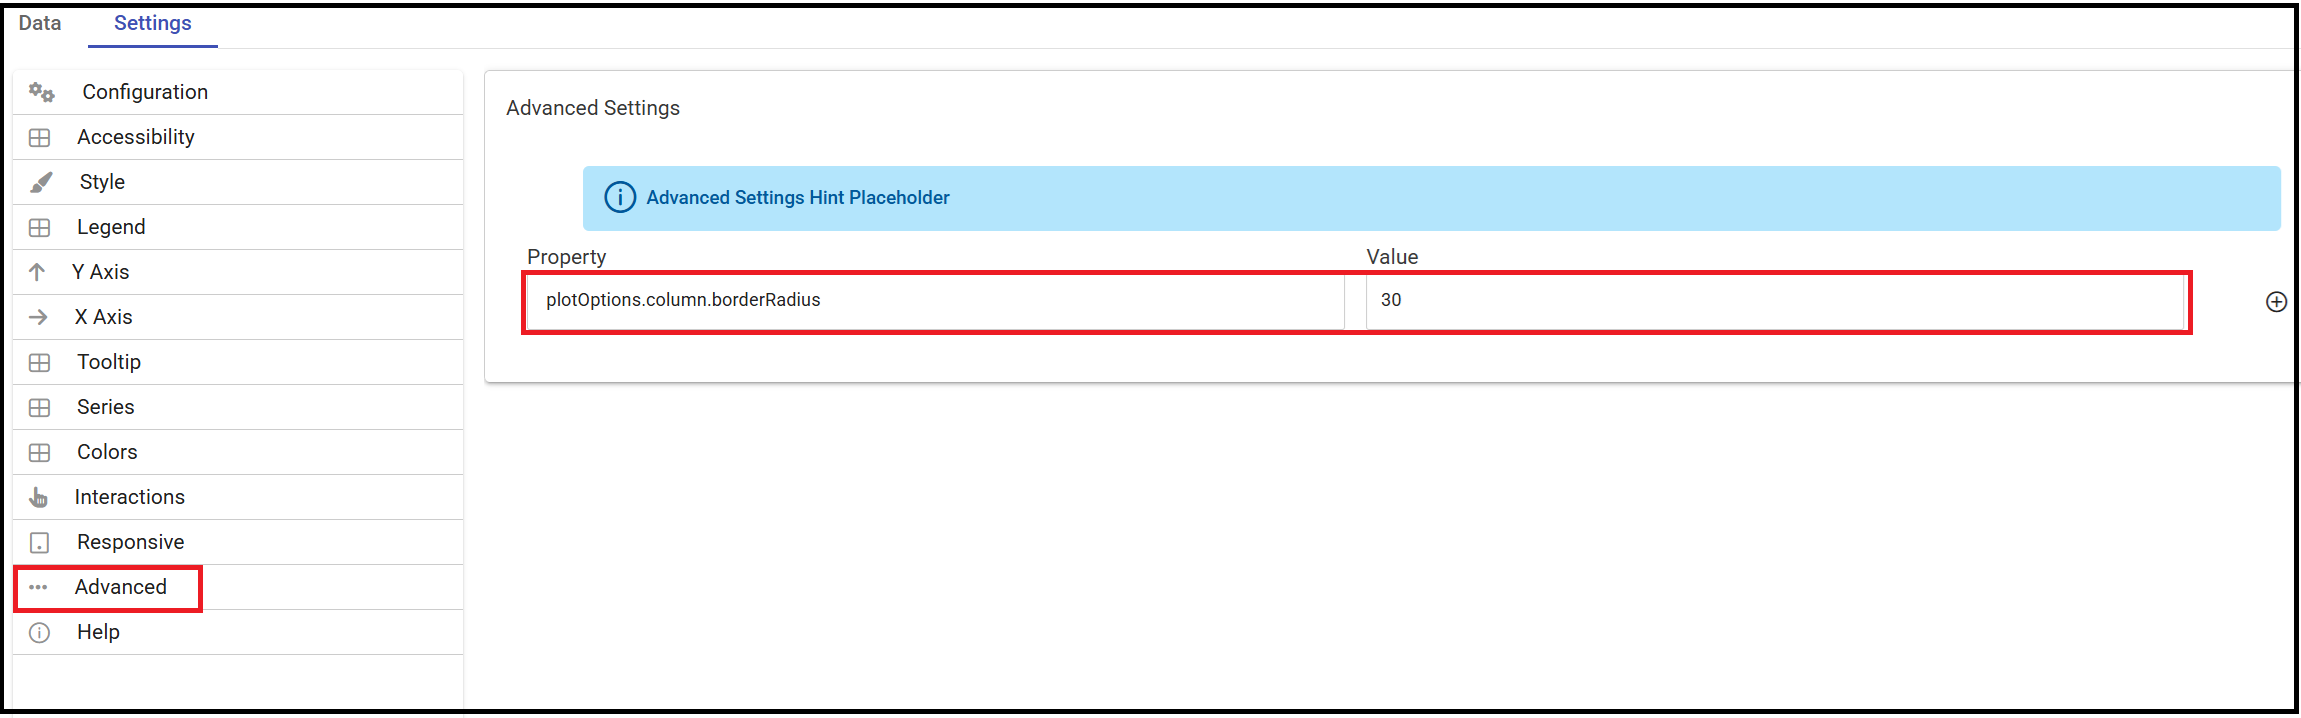 Data
Settings
Configuration
Accessibility
Style
Legend
Y Axis
X Axis
Tooltip
Series
Colors
Interactions
Responsive
Advanced
Help
Advanced Settings
Advanced Settings Hint Placeholder
Property
Value
plotOptions.column.borderRadius
30